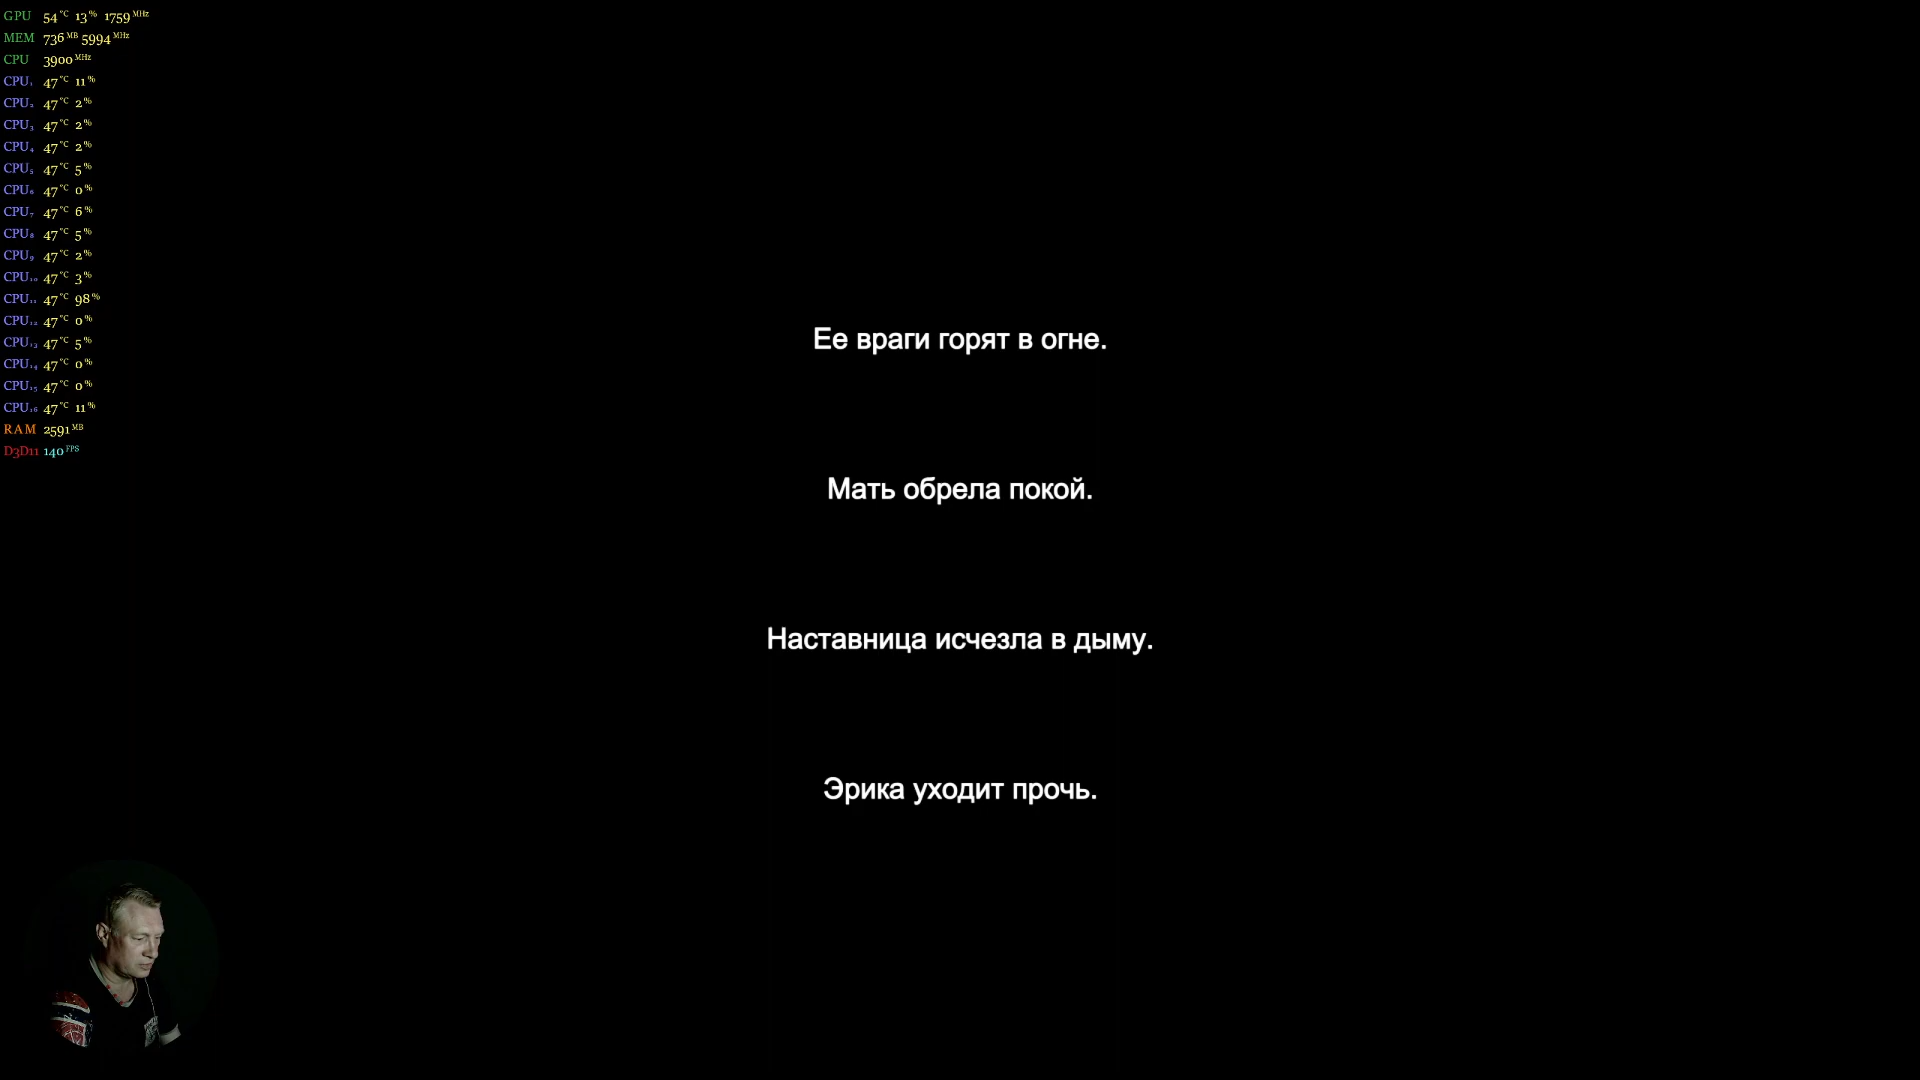 GPU 54 °C 13 % 1759 MHz
MEM 736 MB 5994 MHz
CPU 3900 MHz
CPU1 47 °C 11 %
CPU2 47 °C 2 %
CPU3 47 °C 2 %
CPU4 47 °C 2 %
CPU5 47 °C 5 %
CPU6 47 °C 0 %
CPU7 47 °C 6 %
CPU8 47 °C 5 %
CPU9 47 °C 2 %
CPU10 47 °C 3 %
CPU11 47 °C 98 %
CPU12 47 °C 0 %
CPU13 47 °C 5 %
CPU14 47 °C 0 %
CPU15 47 °C 0 %
CPU16 47 °C 11 %
RAM 2591 MB
D3D11 140 FPS
Ее враги горят в огне.
Мать обрела покой.
Наставница исчезла в дыму.
Эрика уходит прочь.